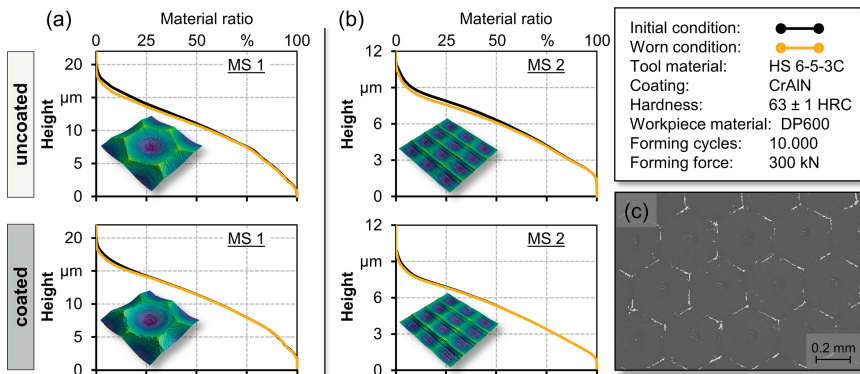 (a)
Material ratio
0 25 50 % 100
uncoated
Height
20
µm
10
5
0
MS 1
(b)
Material ratio
0 25 50 % 100
Height
12
µm
6
3
0
MS 2
coated
Height
20
µm
10
5
0
MS 1
Height
12
µm
6
3
0
MS 2
Initial condition:
Worn condition:
Tool material: HS 6-5-3C
Coating: CrAlN
Hardness: 63 ± 1 HRC
Workpiece material: DP600
Forming cycles: 10.000
Forming force: 300 kN
(c)
0.2 mm